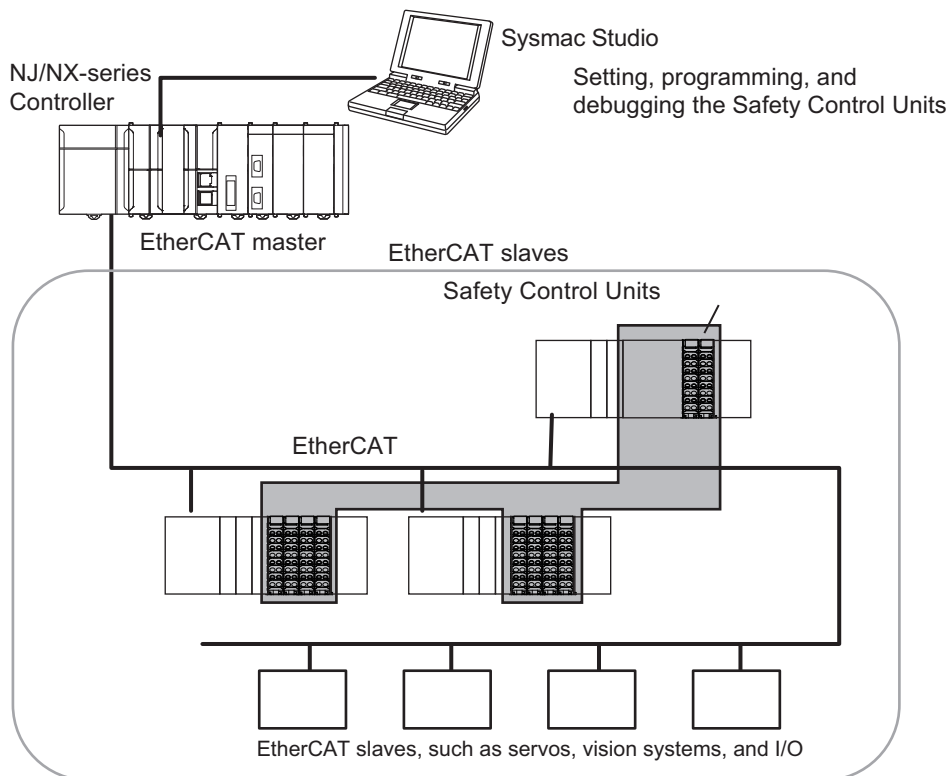 Sysmac Studio
NJ/NX-series
Controller
Setting, programming, and
debugging the Safety Control Units
EtherCAT master
EtherCAT slaves
Safety Control Units
EtherCAT
EtherCAT slaves, such as servos, vision systems, and I/O